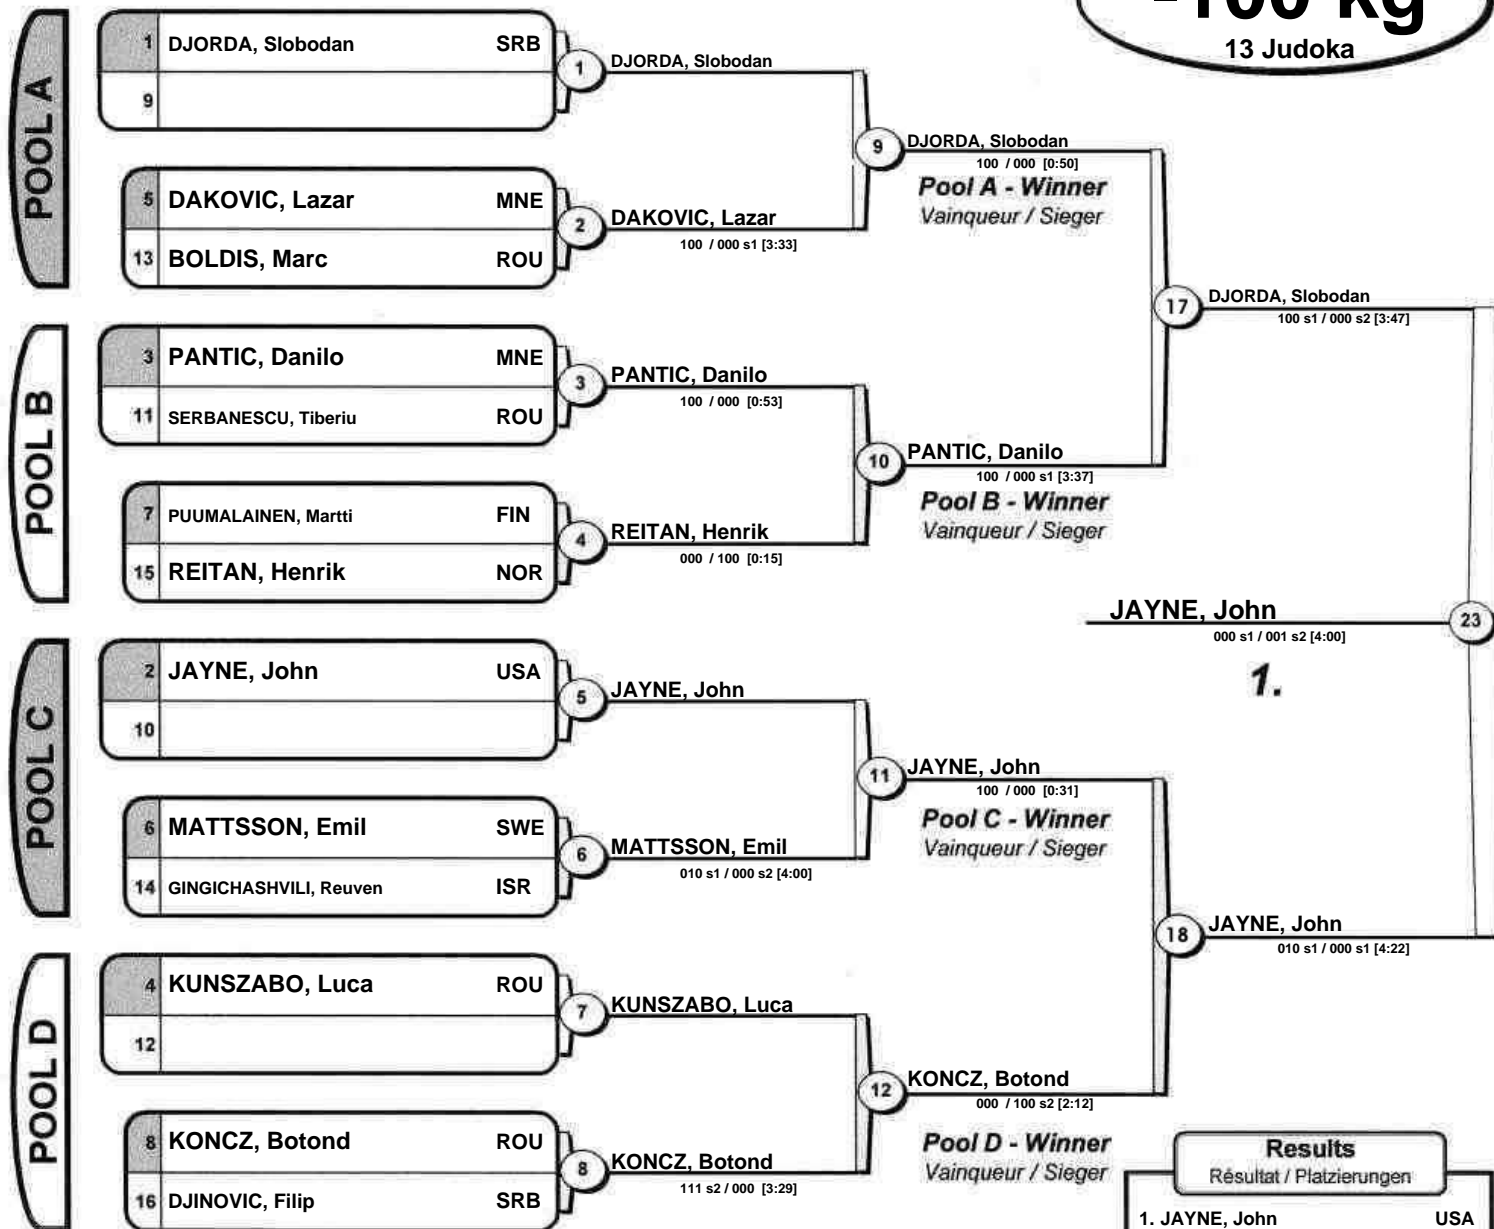 -100 kg
13 Judoka
POOL A
1 DJORDA, Slobodan SRB
9
1 DJORDA, Slobodan
5 DAKOVIC, Lazar MNE
13 BOLDIS, Marc ROU
2 DAKOVIC, Lazar
100 / 000 s1 [3:33]
9 DJORDA, Slobodan
100 / 000 [0:50]
Pool A - Winner
Vainqueur / Sieger
POOL B
3 PANTIC, Danilo MNE
11 SERBANESCU, Tiberiu ROU
3 PANTIC, Danilo
100 / 000 [0:53]
7 PUUMALAINEN, Martti FIN
15 REITAN, Henrik NOR
4 REITAN, Henrik
000 / 100 [0:15]
10 PANTIC, Danilo
100 / 000 s1 [3:37]
Pool B - Winner
Vainqueur / Sieger
17 DJORDA, Slobodan
100 s1 / 000 s2 [3:47]
JAYNE, John 23
000 s1 / 001 s2 [4:00]
1.
POOL C
2 JAYNE, John USA
10
5 JAYNE, John
6 MATTSSON, Emil SWE
14 GINGICHASHVILI, Reuven ISR
6 MATTSSON, Emil
010 s1 / 000 s2 [4:00]
11 JAYNE, John
100 / 000 [0:31]
Pool C - Winner
Vainqueur / Sieger
POOL D
4 KUNSZABO, Luca ROU
12
7 KUNSZABO, Luca
8 KONCZ, Botond ROU
16 DJINOVIC, Filip SRB
8 KONCZ, Botond
111 s2 / 000 [3:29]
12 KONCZ, Botond
000 / 100 s2 [2:12]
Pool D - Winner
Vainqueur / Sieger
18 JAYNE, John
010 s1 / 000 s1 [4:22]
Results
Résultat / Platzierungen
1. JAYNE, John USA